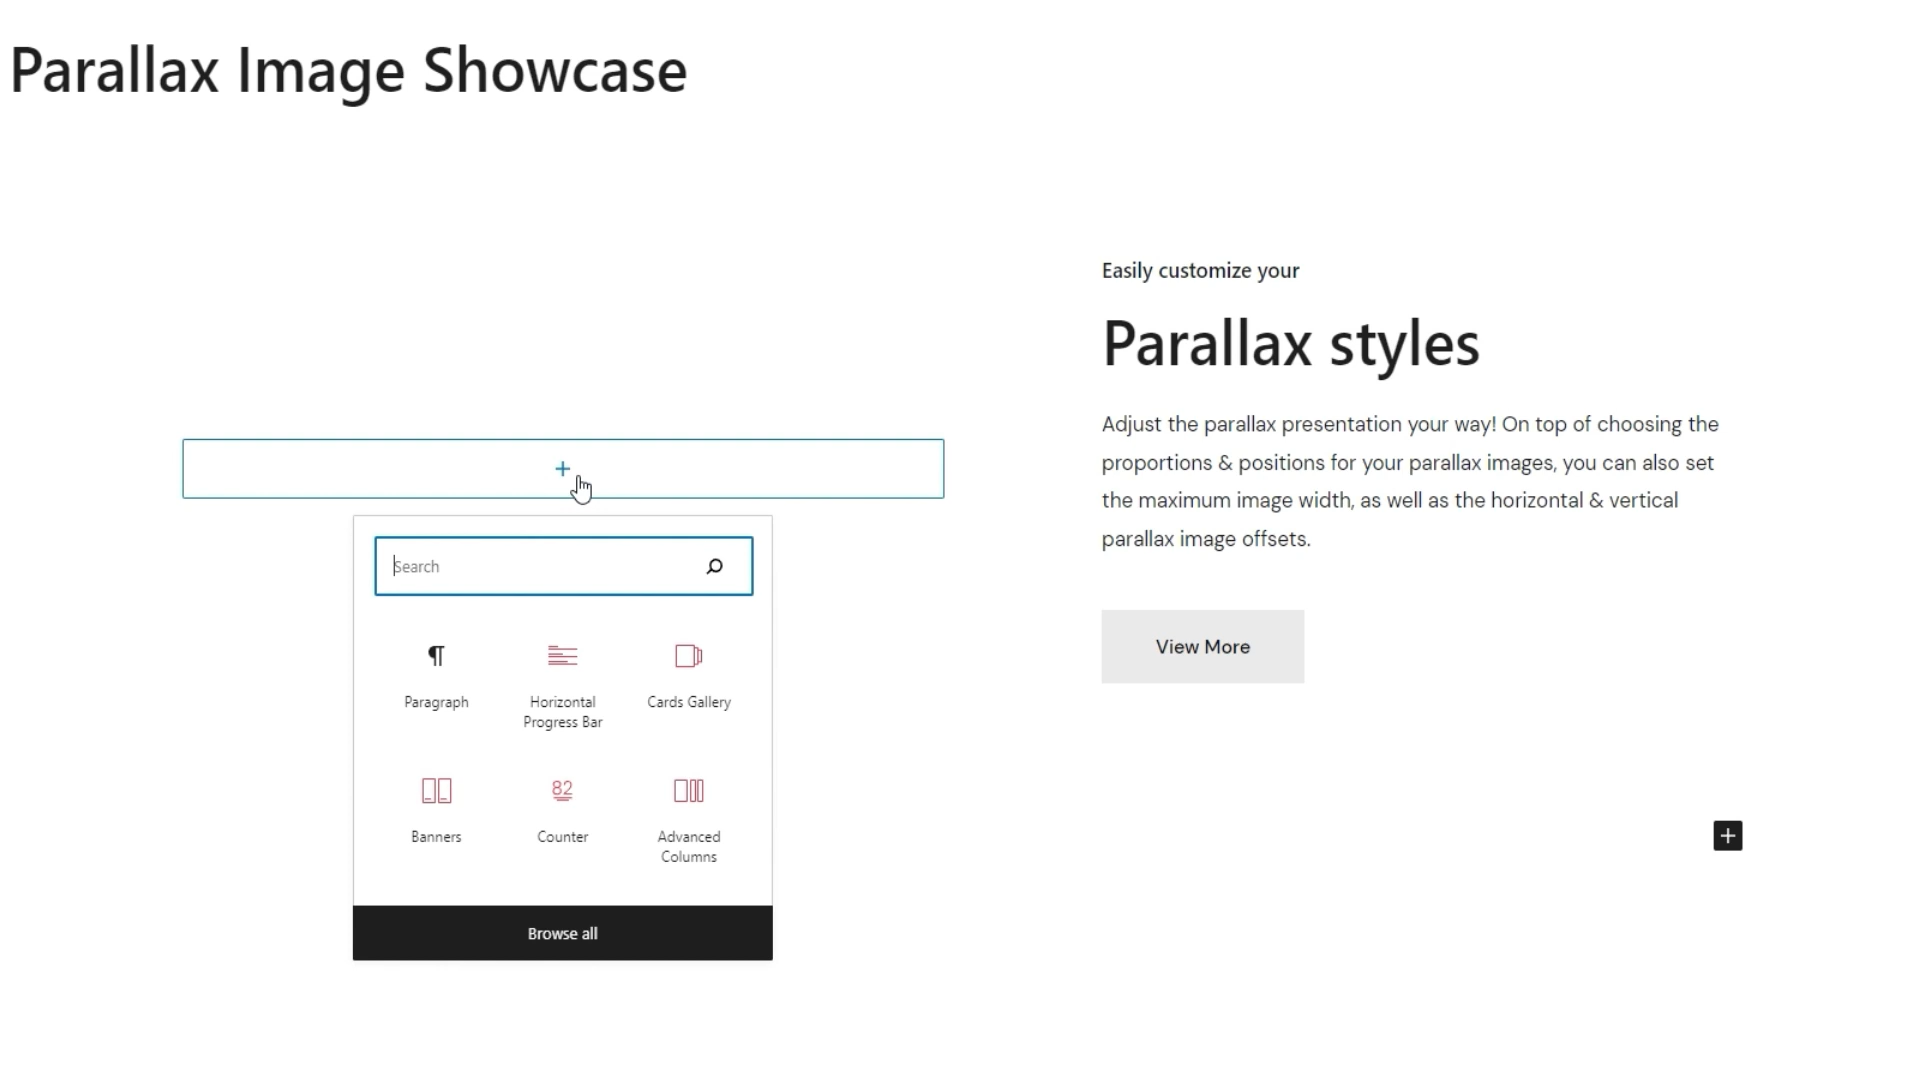 Parallax Image Showcase
Easily customize your
Parallax styles
Adjust the parallax presentation your way! On top of choosing the
proportions & positions for your parallax images, you can also set
the maximum image width, as well as the horizontal & vertical
parallax image offsets.
View More
Search
Paragraph
Horizontal
Progress Bar
Cards Gallery
Banners
82
Counter
Advanced
Columns
Browse all